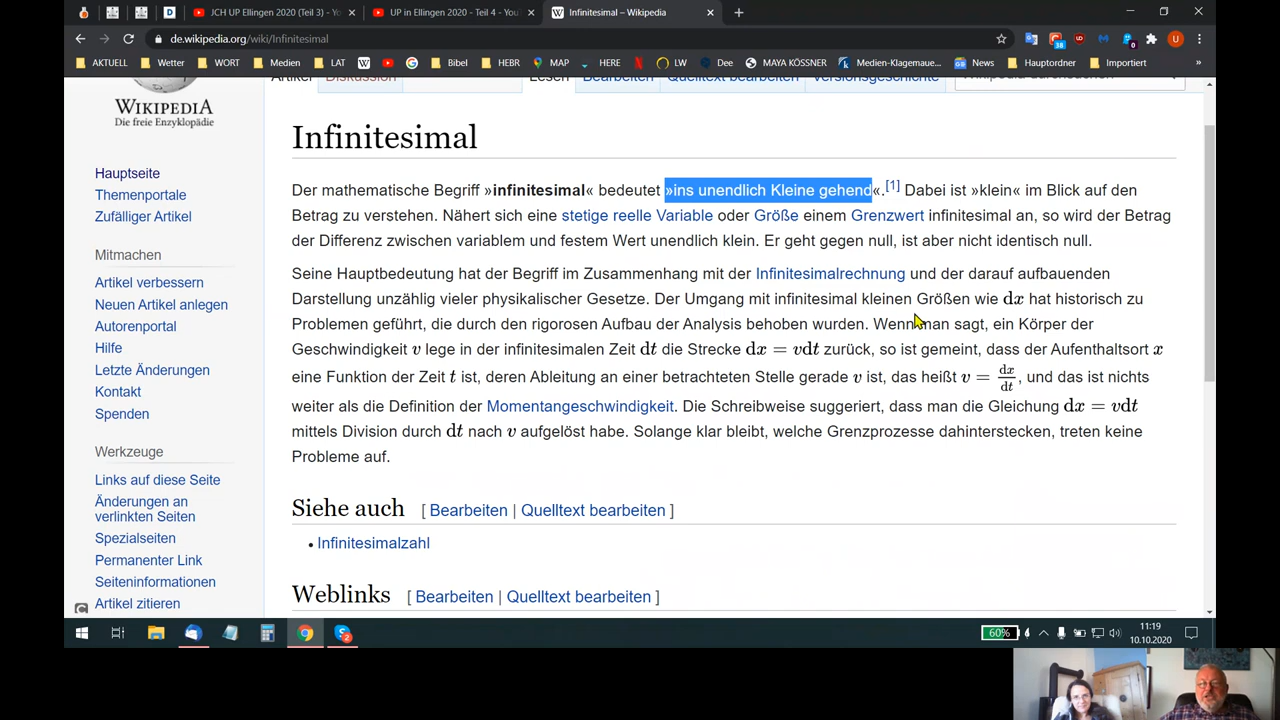 JCH UP Ellingen 2020 (Teil 3) - Yo
UP in Ellingen 2020 - Teil 4 - You
Infinitesimal – Wikipedia
de.wikipedia.org/wiki/Infinitesimal
AKTUELL Wetter WORT Medien LAT Bibel HEBR MAP HERE LW Dee MAYA KÖSSNER Medien-Klagemaue... News Hauptordner Importiert »
Artikel Diskussion Lesen Bearbeiten Quelltext bearbeiten Versionsgeschichte Wikipedia durchsuchen
WIKIPEDIA
Die freie Enzyklopädie
Hauptseite
Themenportale
Zufälliger Artikel
Mitmachen
Artikel verbessern
Neuen Artikel anlegen
Autorenportal
Hilfe
Letzte Änderungen
Kontakt
Spenden
Werkzeuge
Links auf diese Seite
Änderungen an
verlinkten Seiten
Spezialseiten
Permanenter Link
Seiteninformationen
Artikel zitieren
Infinitesimal
Der mathematische Begriff »infinitesimal« bedeutet »ins unendlich Kleine gehend«.[1] Dabei ist »klein« im Blick auf den
Betrag zu verstehen. Nähert sich eine stetige reelle Variable oder Größe einem Grenzwert infinitesimal an, so wird der Betrag
der Differenz zwischen variablem und festem Wert unendlich klein. Er geht gegen null, ist aber nicht identisch null.
Seine Hauptbedeutung hat der Begriff im Zusammenhang mit der Infinitesimalrechnung und der darauf aufbauenden
Darstellung unzählig vieler physikalischer Gesetze. Der Umgang mit infinitesimal kleinen Größen wie dx hat historisch zu
Problemen geführt, die durch den rigorosen Aufbau der Analysis behoben wurden. Wenn man sagt, ein Körper der
Geschwindigkeit v lege in der infinitesimalen Zeit dt die Strecke dx = vdt zurück, so ist gemeint, dass der Aufenthaltsort x
eine Funktion der Zeit t ist, deren Ableitung an einer betrachteten Stelle gerade v ist, das heißt v = dx/dt, und das ist nichts
weiter als die Definition der Momentangeschwindigkeit. Die Schreibweise suggeriert, dass man die Gleichung dx = vdt
mittels Division durch dt nach v aufgelöst habe. Solange klar bleibt, welche Grenzprozesse dahinterstecken, treten keine
Probleme auf.
Siehe auch [ Bearbeiten | Quelltext bearbeiten ]
• Infinitesimalzahl
Weblinks [ Bearbeiten | Quelltext bearbeiten ]
60%
11:19
10.10.2020